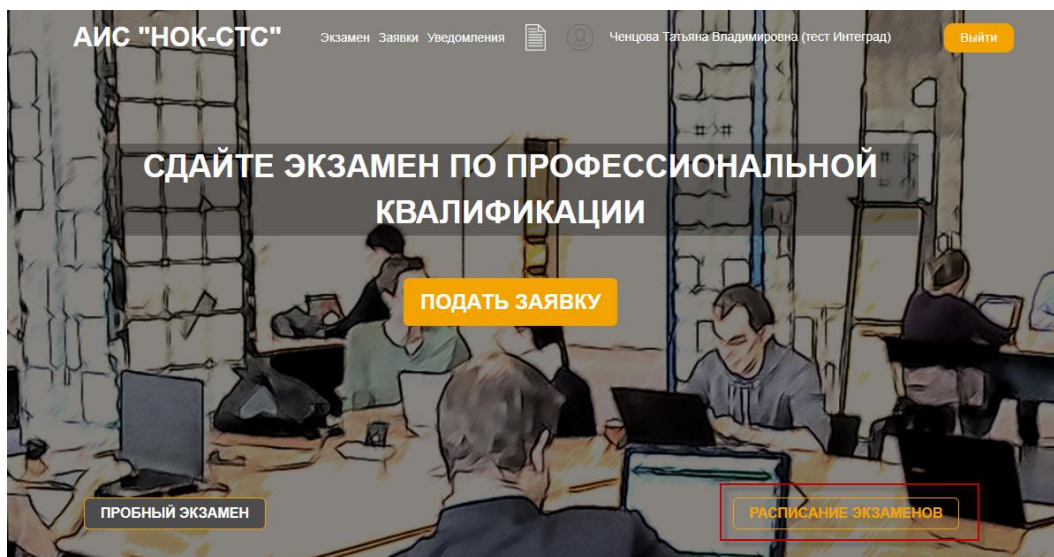 АИС "НОК-СТС"
Экзамен Заявки Уведомления
Ченцова Татьяна Владимировна (тест Интеград)
Выйти
СДАЙТЕ ЭКЗАМЕН ПО ПРОФЕССИОНАЛЬНОЙ
КВАЛИФИКАЦИИ
ПОДАТЬ ЗАЯВКУ
ПРОБНЫЙ ЭКЗАМЕН
РАСПИСАНИЕ ЭКЗАМЕНОВ